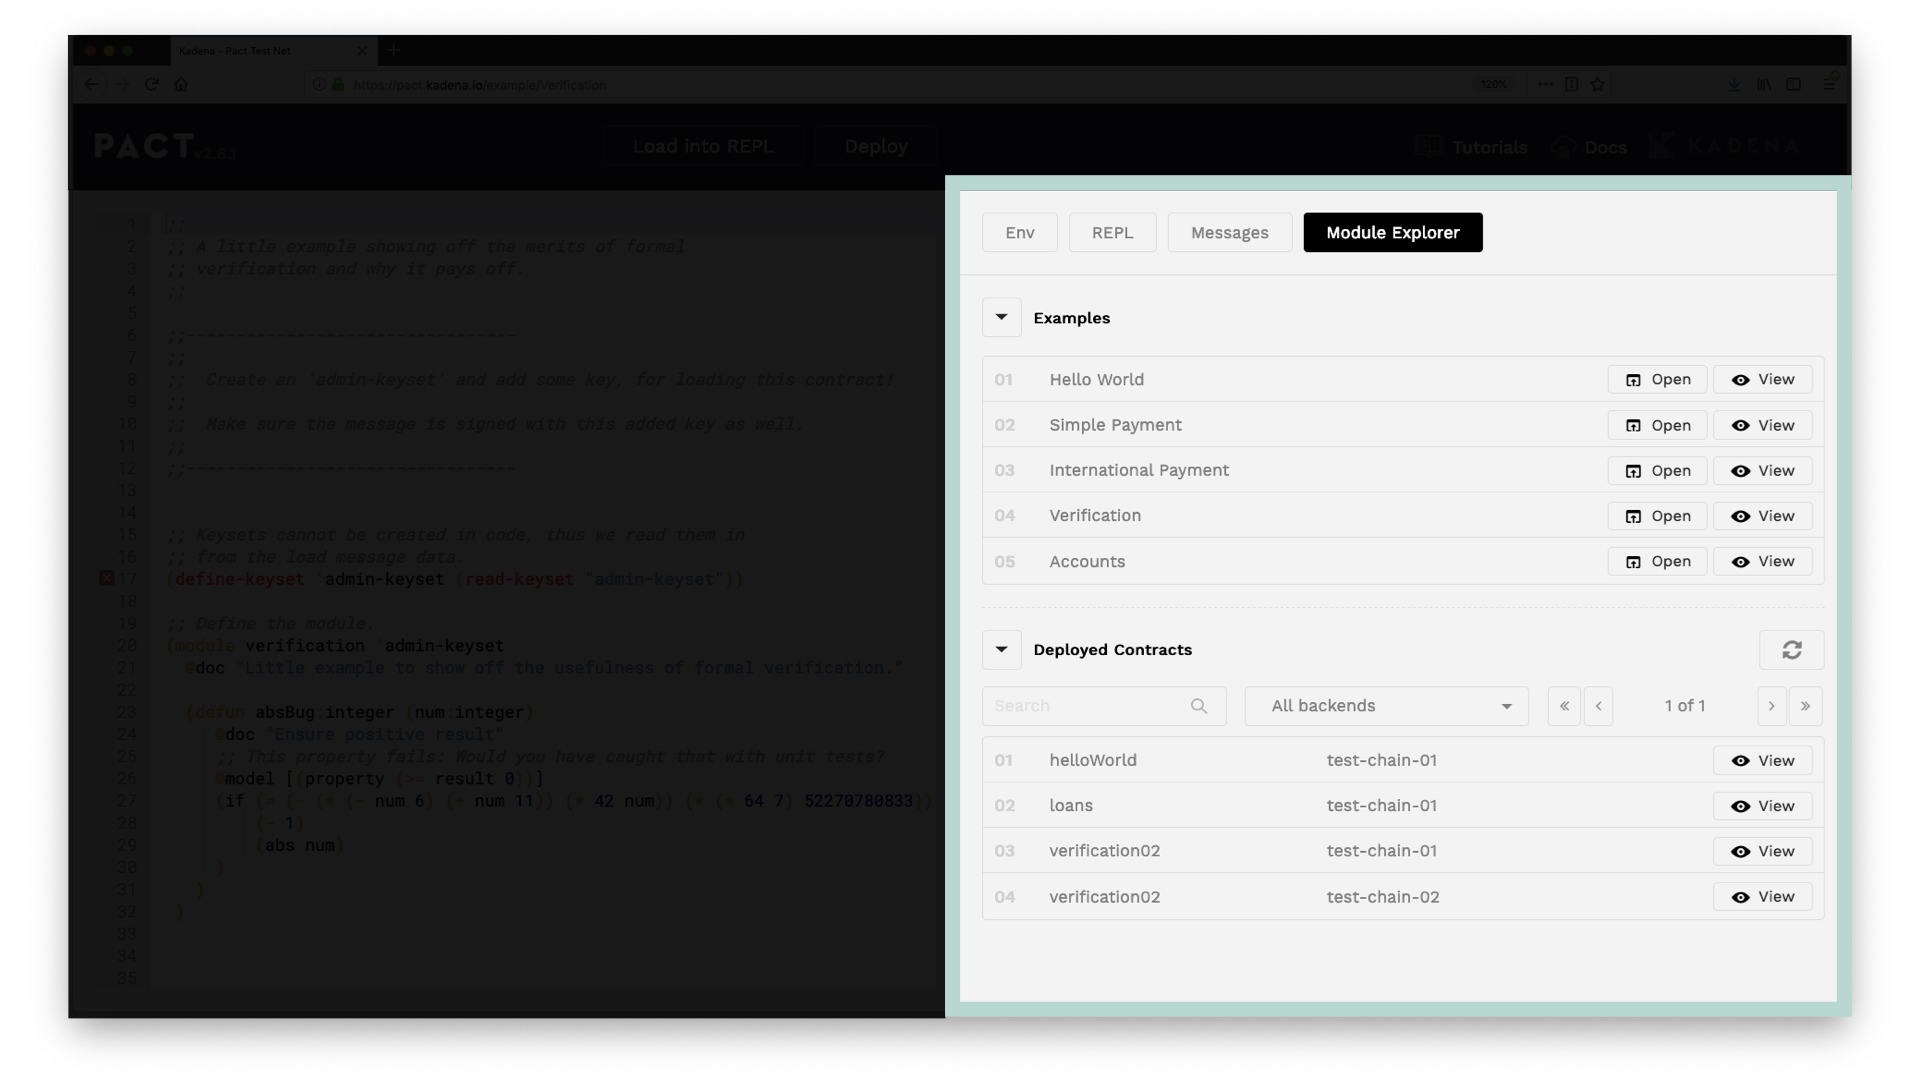 Kadena - Pact Test Net
https://pact.kadena.io/example/Verification
120%
PACT v2.6.1
Load into REPL
Deploy
Tutorials
Docs
KADENA
1 ;;
2 ;; A little example showing off the merits of formal
3 ;; verification and why it pays off.
4 ;;
5
6 ;;---------------------------------
7 ;;
8 ;;  Create an 'admin-keyset' and add some key, for loading this contract!
9 ;;
10 ;;  Make sure the message is signed with this added key as well.
11 ;;
12 ;;---------------------------------
13
14
15 ;; Keysets cannot be created in code, thus we read them in
16 ;; from the load message data.
17 (define-keyset 'admin-keyset (read-keyset "admin-keyset"))
18
19 ;; Define the module.
20 (module verification 'admin-keyset
21   @doc "Little example to show off the usefulness of formal verification."
22
23   (defun absBug:integer (num:integer)
24      @doc "Ensure positive result"
25      ;; This property fails: Would you have caught that with unit tests?
26      @model [(property (>= result 0))]
27      (if (= (- (* (- num 6) (+ num 11)) (* 42 num)) (* (* 64 7) 52270780833))
28          (- 1)
29          (abs num)
30      )
31    )
32  )
33
34
35
Env
REPL
Messages
Module Explorer
Examples
01 Hello World Open View
02 Simple Payment Open View
03 International Payment Open View
04 Verification Open View
05 Accounts Open View
Deployed Contracts
Search
All backends
« ‹ 1 of 1 › »
01 helloWorld test-chain-01 View
02 loans test-chain-01 View
03 verification02 test-chain-01 View
04 verification02 test-chain-02 View